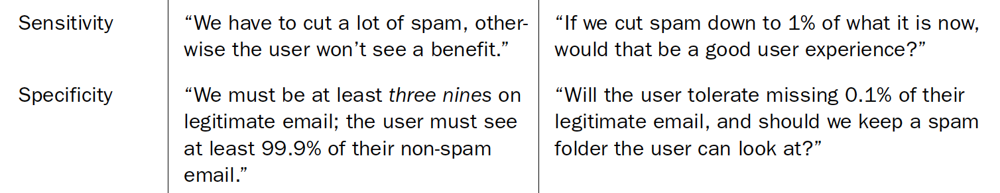 Sensitivity
“We have to cut a lot of spam, other-
wise the user won’t see a benefit.”
“If we cut spam down to 1% of what it is now,
would that be a good user experience?”
Specificity
“We must be at least three nines on
legitimate email; the user must see
at least 99.9% of their non-spam
email.”
“Will the user tolerate missing 0.1% of their
legitimate email, and should we keep a spam
folder the user can look at?”